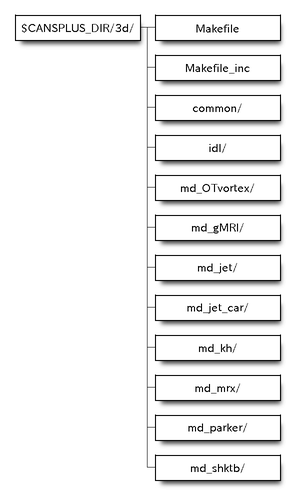 $CANSPLUS_DIR/3d/
Makefile
Makefile_inc
common/
idl/
md_OTvortex/
md_gMRI/
md_jet/
md_jet_car/
md_kh/
md_mrx/
md_parker/
md_shktb/